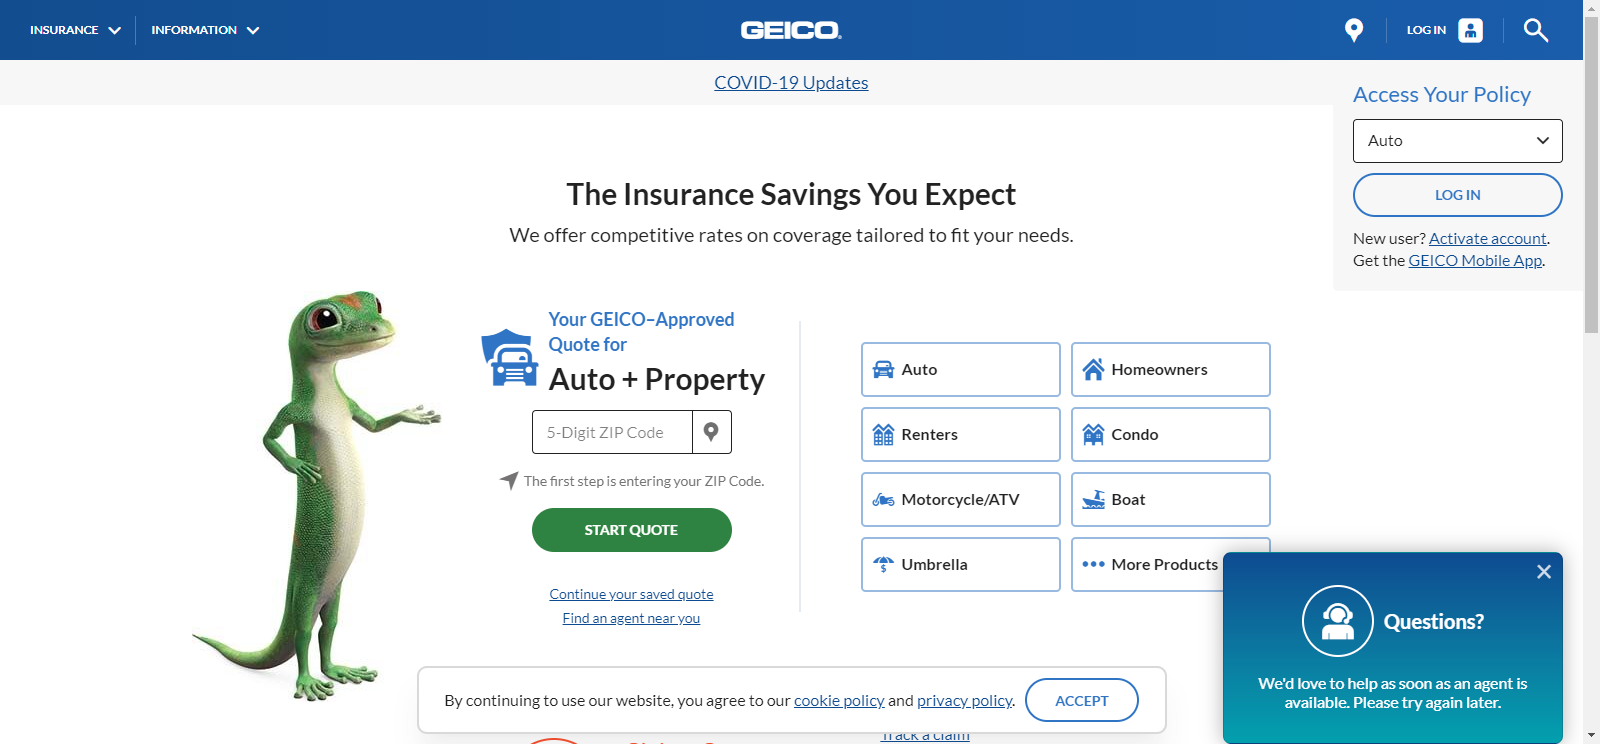 INSURANCE
INFORMATION
GEICO.
LOG IN
COVID-19 Updates
Access Your Policy
Auto
LOG IN
New user? Activate account.
Get the GEICO Mobile App.
The Insurance Savings You Expect
We offer competitive rates on coverage tailored to fit your needs.
Your GEICO–Approved
Quote for
Auto + Property
5-Digit ZIP Code
The first step is entering your ZIP Code.
START QUOTE
Continue your saved quote
Find an agent near you
Auto
Homeowners
Renters
Condo
Motorcycle/ATV
Boat
Umbrella
More Products
Questions?
We'd love to help as soon as an agent is
available. Please try again later.
By continuing to use our website, you agree to our cookie policy and privacy policy.
ACCEPT
Track a claim